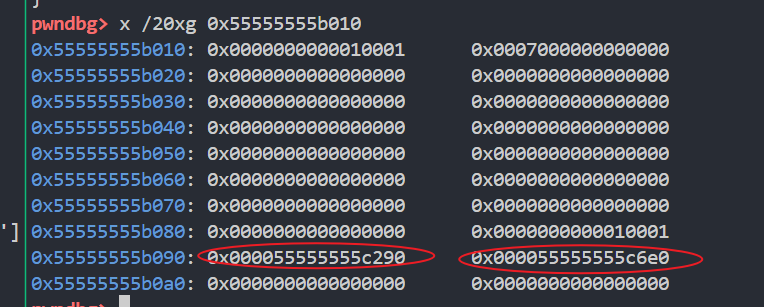 ]
pwndbg> x /20xg 0x55555555b010
0x55555555b010: 0x0000000000010001 0x0007000000000000
0x55555555b020: 0x0000000000000000 0x0000000000000000
0x55555555b030: 0x0000000000000000 0x0000000000000000
0x55555555b040: 0x0000000000000000 0x0000000000000000
0x55555555b050: 0x0000000000000000 0x0000000000000000
0x55555555b060: 0x0000000000000000 0x0000000000000000
0x55555555b070: 0x0000000000000000 0x0000000000000000
'] 0x55555555b080: 0x0000000000000000 0x0000000000010001
0x55555555b090: 0x000055555555c290 0x000055555555c6e0
0x55555555b0a0: 0x0000000000000000 0x0000000000000000
pwndbg>